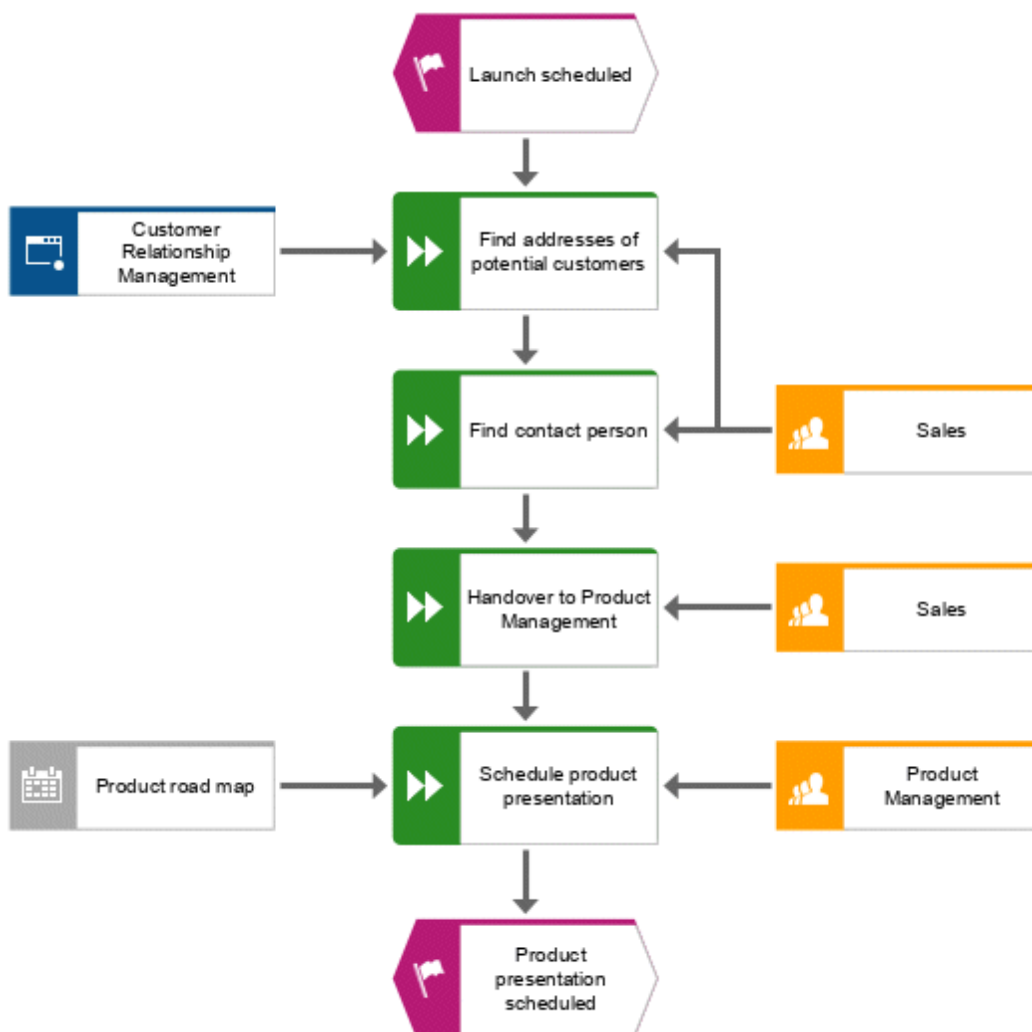 Launch scheduled
Customer
Relationship
Management
Find addresses of
potential customers
Find contact person
Sales
Handover to Product
Management
Sales
Product road map
Schedule product
presentation
Product
Management
Product
presentation
scheduled